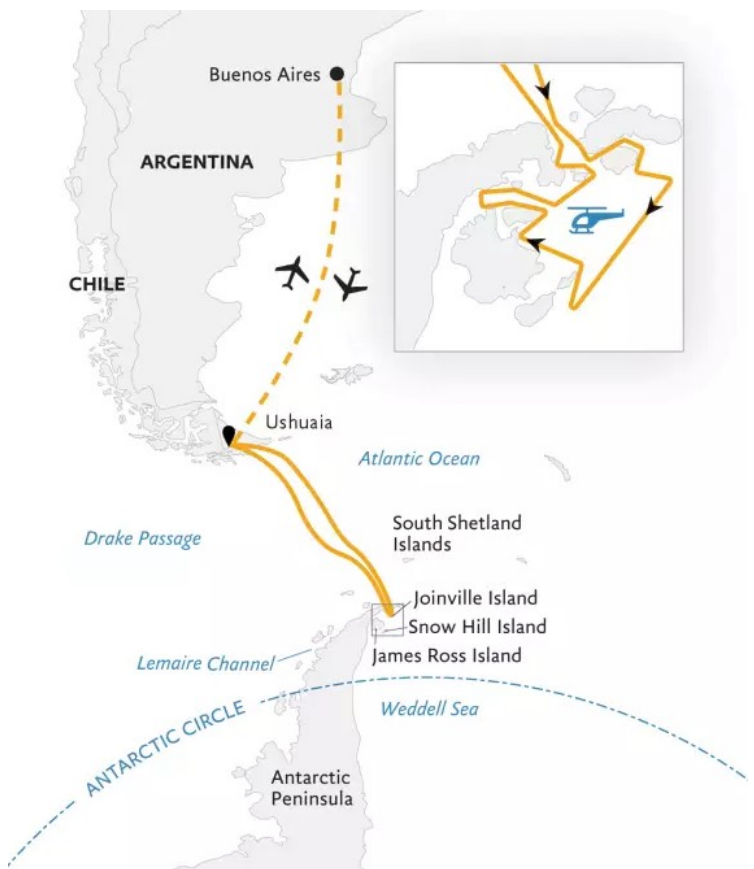 Buenos Aires
ARGENTINA
CHILE
Ushuaia
Atlantic Ocean
South Shetland
Islands
Drake Passage
Joinville Island
Snow Hill Island
James Ross Island
Lemaire Channel
Weddell Sea
ANTARCTIC CIRCLE
Antarctic
Peninsula